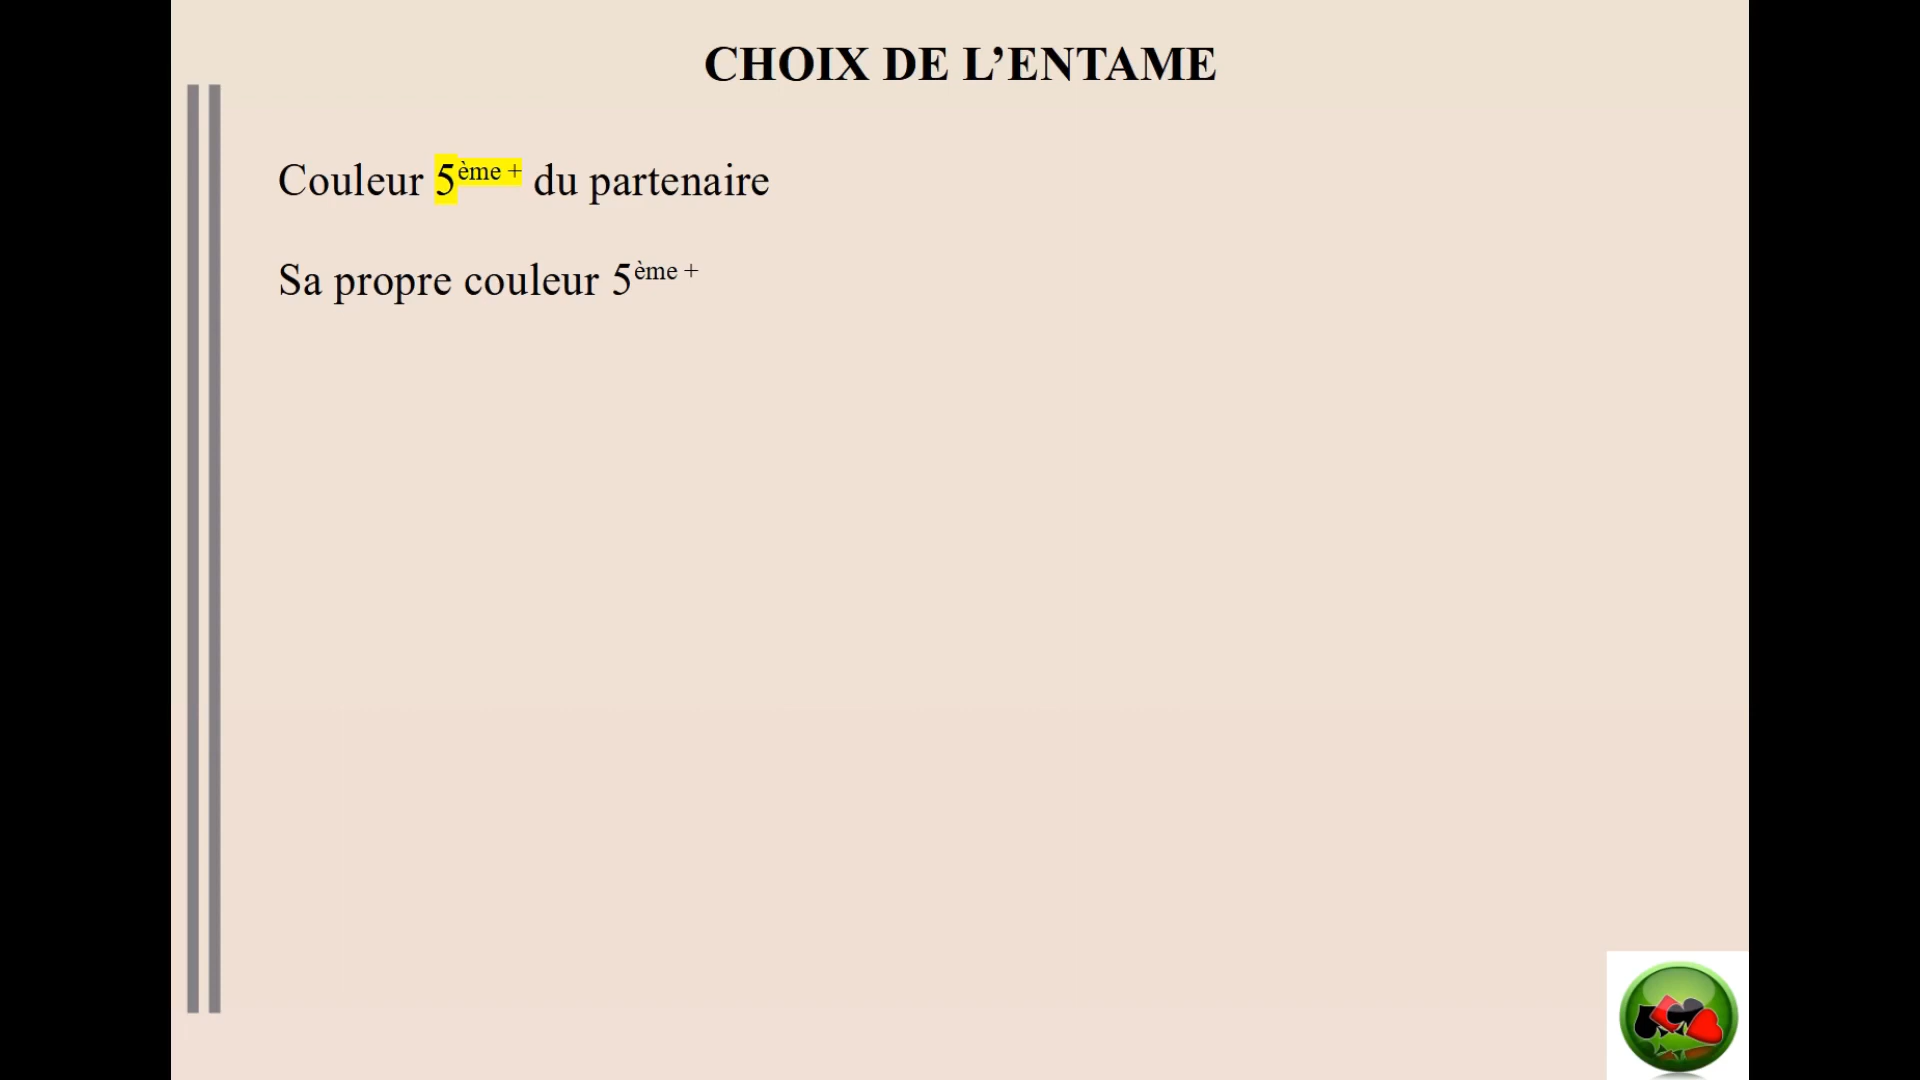 CHOIX DE L’ENTAME
Couleur 5ème + du partenaire
Sa propre couleur 5ème +